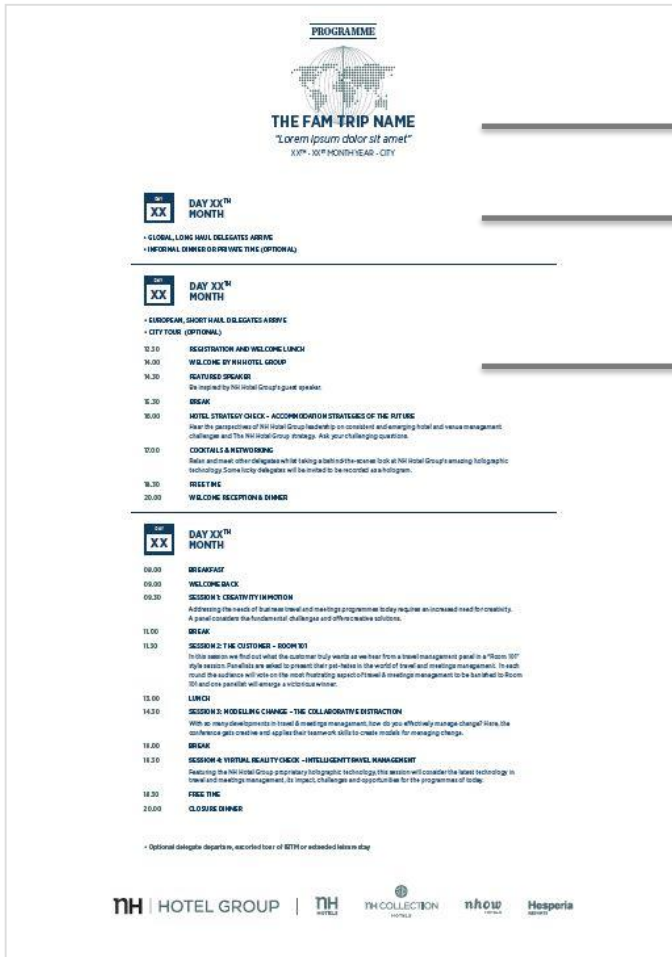 PROGRAMME
THE FAM TRIP NAME
"Lorem ipsum dolor sit amet"
XXTH - XXTH MONTH YEAR - CITY
DAY
XX
DAY XXTH
MONTH
• GLOBAL, LONG HAUL DELEGATES ARRIVE
• INFORMAL DINNER OR PRIVATE TIME (OPTIONAL)
DAY
XX
DAY XXTH
MONTH
• EUROPEAN, SHORT HAUL DELEGATES ARRIVE
• CITY TOUR (OPTIONAL)
12.30 REGISTRATION AND WELCOME LUNCH
14.00 WELCOME BY NH HOTEL GROUP
14.30 FEATURED SPEAKER
Be inspired by NH Hotel Group's guest speaker.
15.30 BREAK
16.00 HOTEL STRATEGY CHECK - ACCOMMODATION STRATEGIES OF THE FUTURE
Hear the perspectives of NH Hotel Group leadership on consistent and emerging hotel and venue management
challenges and The NH Hotel Group strategy. Ask your challenging questions.
17.00 COCKTAILS & NETWORKING
Relax and meet other delegates whilst taking a behind-the-scenes look at NH Hotel Group's amazing holographic
technology. Some lucky delegates will be invited to be recorded as a hologram.
18.30 FREE TIME
20.00 WELCOME RECEPTION & DINNER
DAY
XX
DAY XXTH
MONTH
08.00 BREAKFAST
09.00 WELCOME BACK
09.30 SESSION 1: CREATIVITY IN MOTION
Addressing the needs of business travel and meetings programmes today requires an increased need for creativity.
A panel considers the fundamental challenges and offers creative solutions.
11.00 BREAK
11.30 SESSION 2: THE CUSTOMER - ROOM 101
In this session we find out what the customer truly wants as we hear from a travel management panel in a "Room 101"
style session. Panelists are asked to present their pet-hates in the world of travel and meetings management. In each
round the audience will vote on the most frustrating aspect of travel & meetings management to be banished to Room
101 and one panelist will emerge a victorious winner.
13.00 LUNCH
14.30 SESSION 3: MODELLING CHANGE - THE COLLABORATIVE DISTRACTION
With so many developments in travel & meetings management, how do you effectively manage change? Here, the
conference gets creative and applies their teamwork skills to create models for managing change.
BREAK
SESSION 4: VIRTUAL REALITY CHECK - INTELLIGENT TRAVEL MANAGEMENT
Featuring the NH Hotel Group proprietary holographic technology, this session will consider the latest technology in
travel and meetings management, its impact, challenges and opportunities for the programmes of today.
18.30 FREE TIME
20.00 CLOSURE DINNER
• Optional delegate departure, escorted tour of IBTM or extended leisure stay
NH | HOTEL GROUP | NH HOTELS NH COLLECTION HOTELS nhow HOTELS Hesperia RESORTS